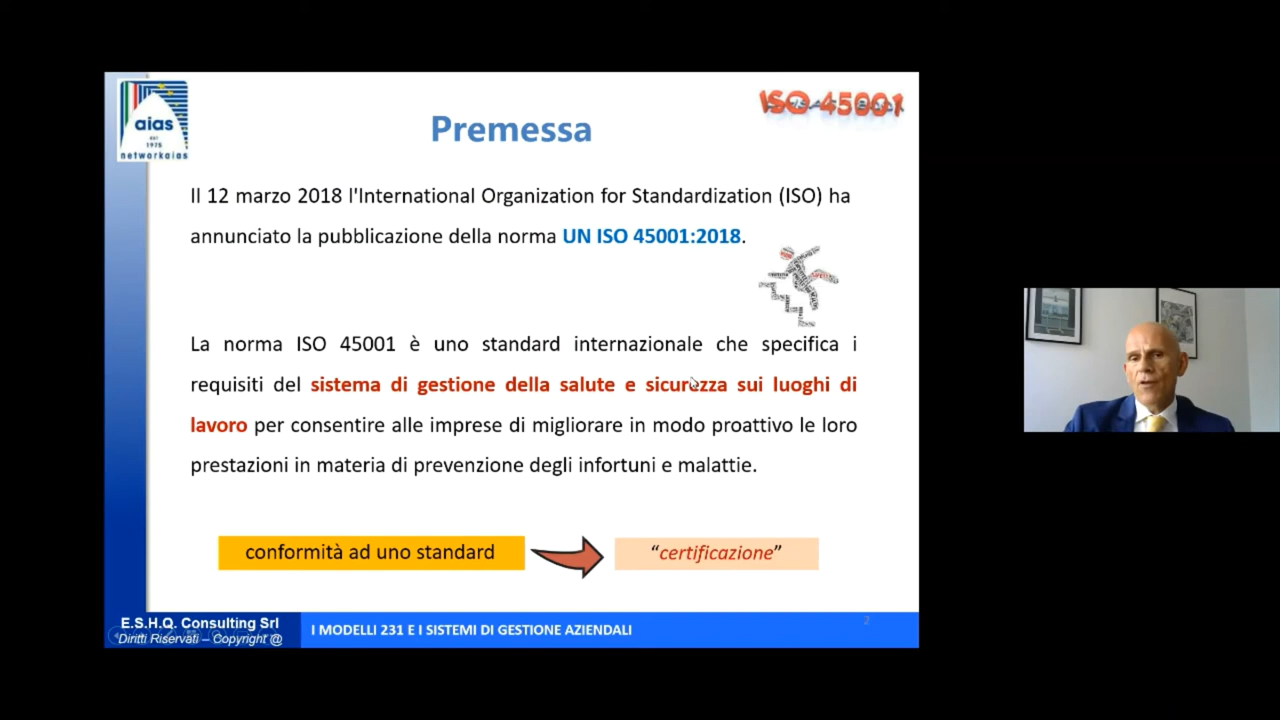 aias
est
1975
networkaias
ISO 45001
Premessa
Il 12 marzo 2018 l'International Organization for Standardization (ISO) ha
annunciato la pubblicazione della norma UN ISO 45001:2018.
La norma ISO 45001 è uno standard internazionale che specifica i
requisiti del sistema di gestione della salute e sicurezza sui luoghi di
lavoro per consentire alle imprese di migliorare in modo proattivo le loro
prestazioni in materia di prevenzione degli infortuni e malattie.
conformità ad uno standard
“certificazione”
E.S.H.Q. Consulting Srl
Diritti Riservati – Copyright @
I MODELLI 231 E I SISTEMI DI GESTIONE AZIENDALI
2